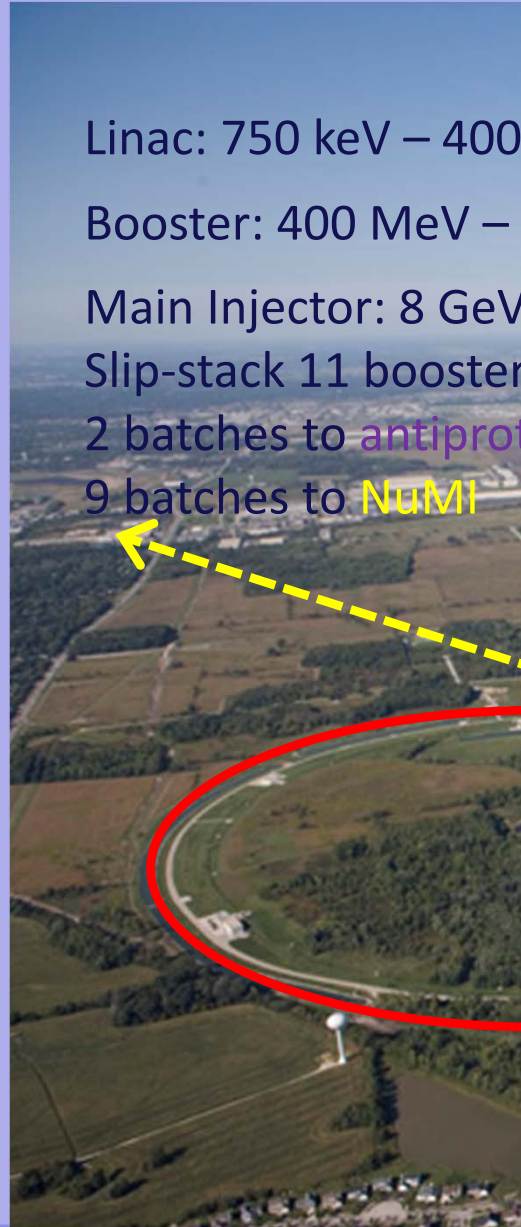 Linac: 750 keV – 400
Booster: 400 MeV –
Main Injector: 8 GeV
Slip-stack 11 booster
2 batches to antiprot
9 batches to NuMI